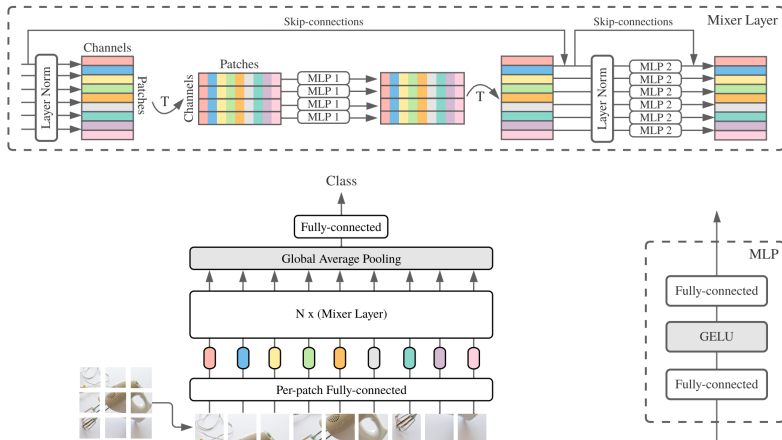 Skip-connections
Skip-connections
Mixer Layer
Channels
Layer Norm
Patches
T
Patches
Channels
MLP 1
MLP 1
MLP 1
MLP 1
T
Layer Norm
MLP 2
MLP 2
MLP 2
MLP 2
MLP 2
MLP 2
Class
Fully-connected
Global Average Pooling
N x (Mixer Layer)
Per-patch Fully-connected
MLP
Fully-connected
GELU
Fully-connected